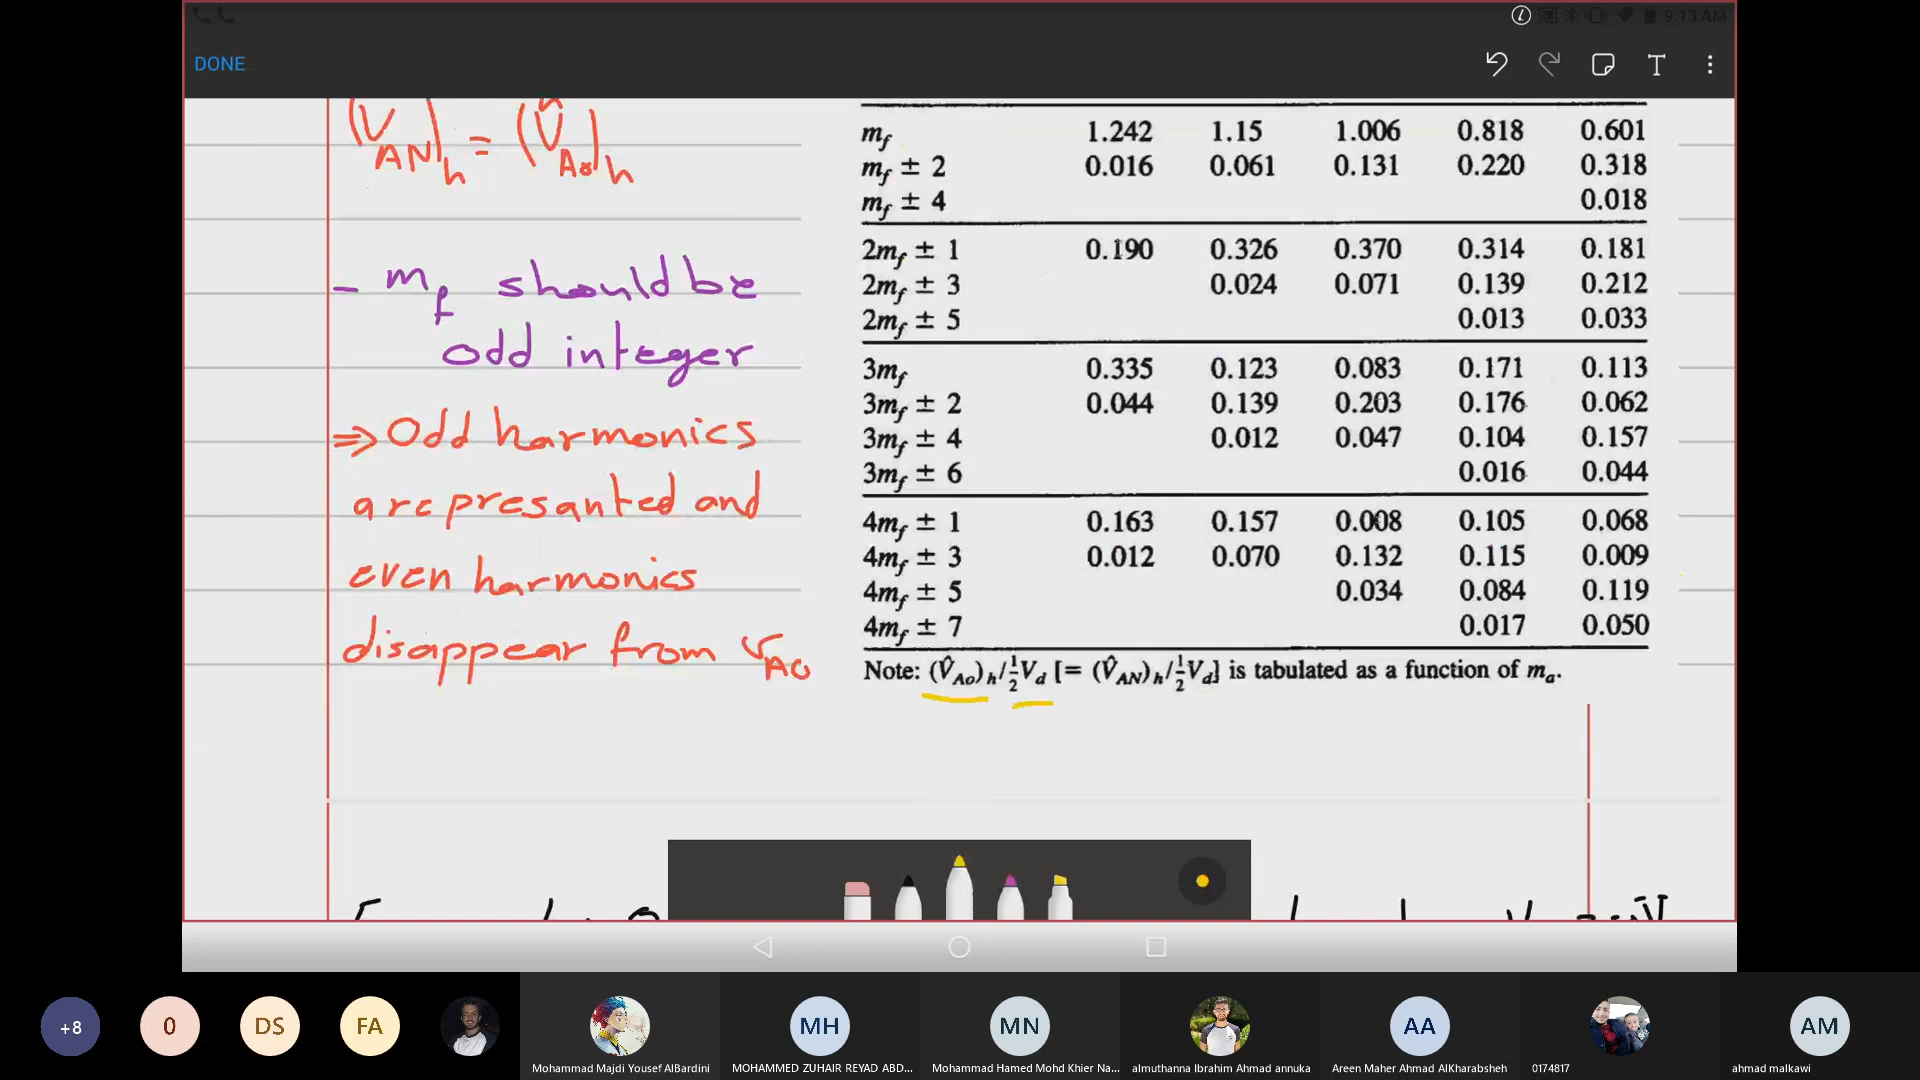 9:13 AM
DONE
T
(V_AN)_h = (V̂_Ao)_h
- m_f should be
odd integer
⇒ Odd harmonics
are presanted and
even harmonics
disappear from V_AO
m_f 1.242 1.15 1.006 0.818 0.601
m_f ± 2 0.016 0.061 0.131 0.220 0.318
m_f ± 4 0.018
2m_f ± 1 0.190 0.326 0.370 0.314 0.181
2m_f ± 3 0.024 0.071 0.139 0.212
2m_f ± 5 0.013 0.033
3m_f 0.335 0.123 0.083 0.171 0.113
3m_f ± 2 0.044 0.139 0.203 0.176 0.062
3m_f ± 4 0.012 0.047 0.104 0.157
3m_f ± 6 0.016 0.044
4m_f ± 1 0.163 0.157 0.008 0.105 0.068
4m_f ± 3 0.012 0.070 0.132 0.115 0.009
4m_f ± 5 0.034 0.084 0.119
4m_f ± 7 0.017 0.050
Note: (V̂_Ao)_h/½V_d [= (V̂_AN)_h/½V_d] is tabulated as a function of m_a.
+8
0
DS
FA
MH
MN
AA
AM
Mohammad Majdi Yousef AlBardini
MOHAMMED ZUHAIR REYAD ABD...
Mohammad Hamed Mohd Khier Na...
almuthanna Ibrahim Ahmad annuka
Areen Maher Ahmad AlKharabsheh
0174817
ahmad malkawi